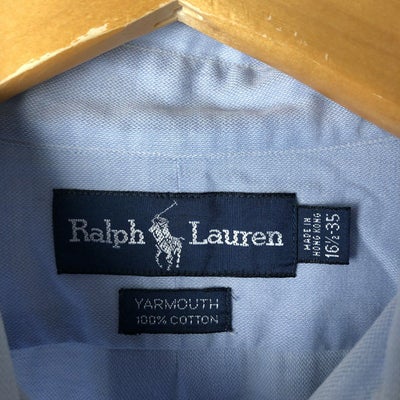 Ralph Lauren
MADE IN
HONG KONG
16½-35
YARMOUTH
100% COTTON